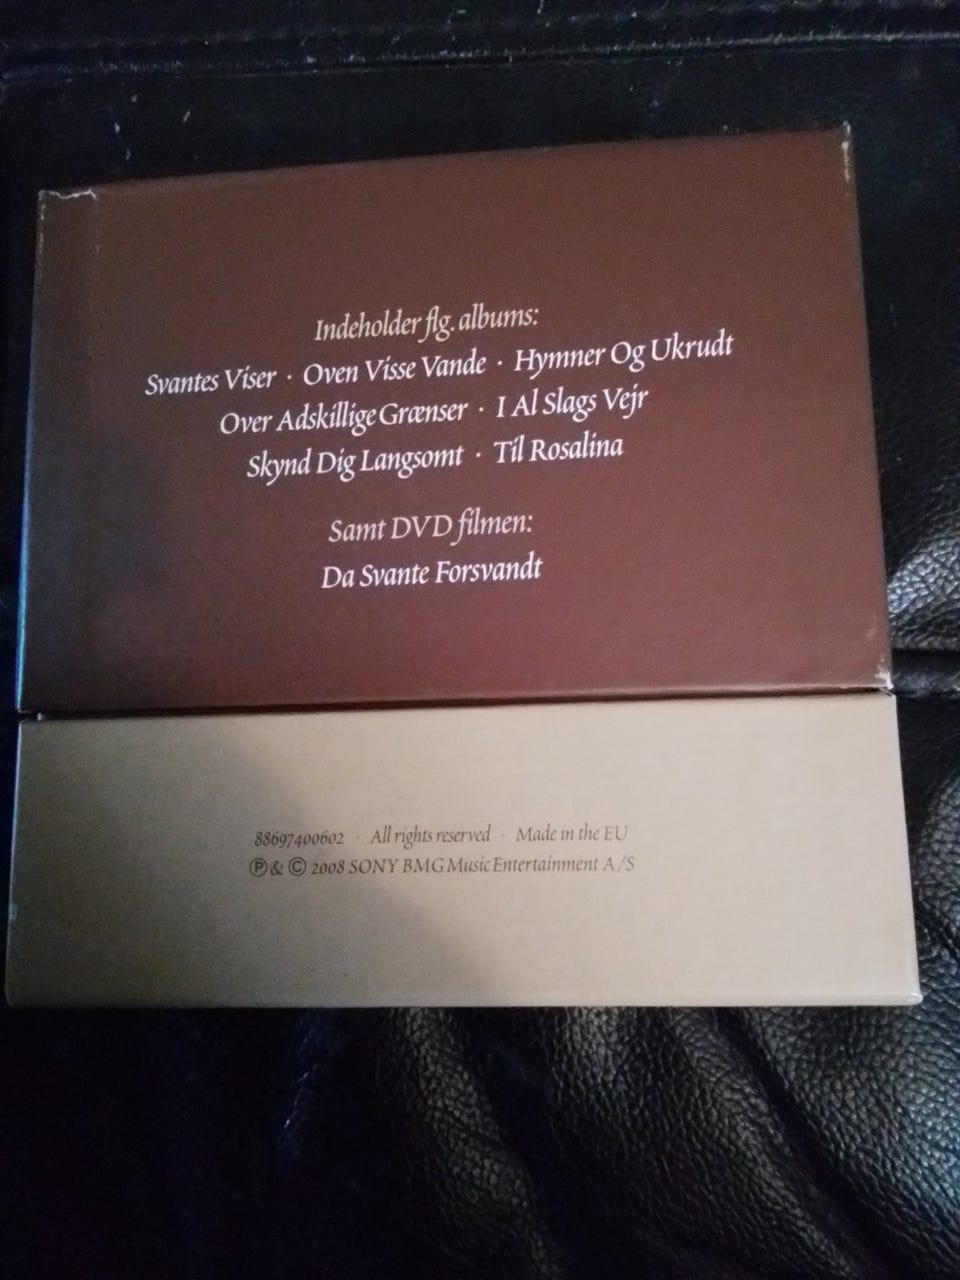 Indeholder flg. albums:
Svantes Viser · Oven Visse Vande · Hymner Og Ukrudt
Over Adskillige Grænser · I Al Slags Vejr
Skynd Dig Langsomt · Til Rosalina
Samt DVD filmen:
Da Svante Forsvandt
88697400602 · All rights reserved · Made in the EU
℗ & © 2008 SONY BMG Music Entertainment A/S